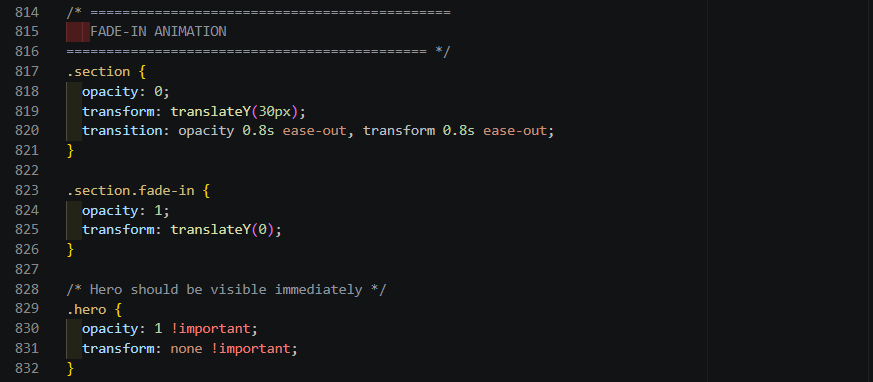 814 /* =============================================
815    FADE-IN ANIMATION
816 ============================================= */
817 .section {
818   opacity: 0;
819   transform: translateY(30px);
820   transition: opacity 0.8s ease-out, transform 0.8s ease-out;
821 }
822
823 .section.fade-in {
824   opacity: 1;
825   transform: translateY(0);
826 }
827
828 /* Hero should be visible immediately */
829 .hero {
830   opacity: 1 !important;
831   transform: none !important;
832 }